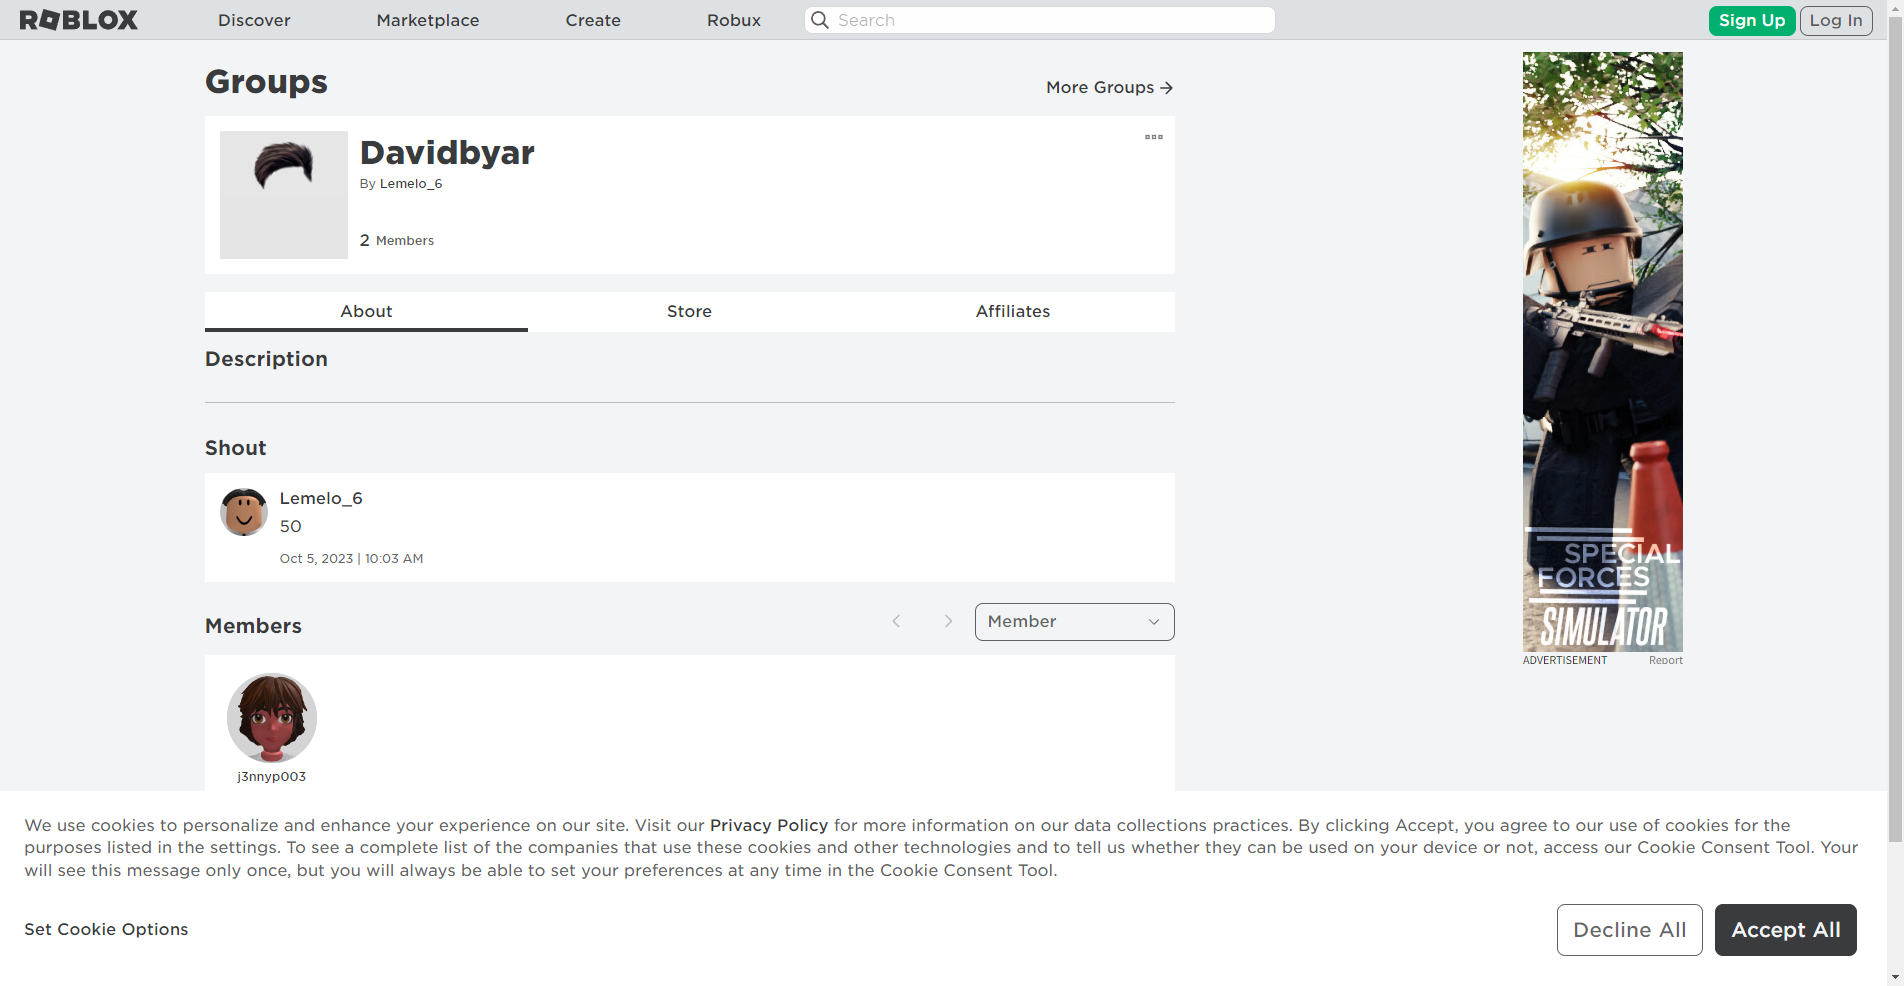 ROBLOX
Discover
Marketplace
Create
Robux
Search
Sign Up
Log In
Groups
More Groups
Davidbyar
By Lemelo_6
2 Members
About
Store
Affiliates
Description
Shout
Lemelo_6
50
Oct 5, 2023 | 10:03 AM
Members
Member
j3nnyp003
SPECIAL
FORCES
SIMULATOR
ADVERTISEMENT
Report
We use cookies to personalize and enhance your experience on our site. Visit our Privacy Policy for more information on our data collections practices. By clicking Accept, you agree to our use of cookies for the
purposes listed in the settings. To see a complete list of the companies that use these cookies and other technologies and to tell us whether they can be used on your device or not, access our Cookie Consent Tool. Your
will see this message only once, but you will always be able to set your preferences at any time in the Cookie Consent Tool.
Set Cookie Options
Decline All
Accept All